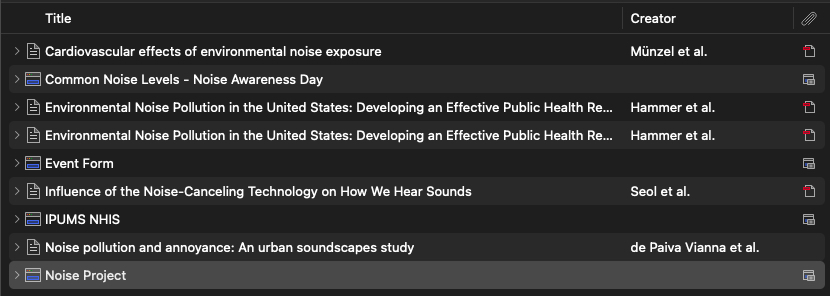 Title Creator
Cardiovascular effects of environmental noise exposure Münzel et al.
Common Noise Levels - Noise Awareness Day
Environmental Noise Pollution in the United States: Developing an Effective Public Health Re... Hammer et al.
Environmental Noise Pollution in the United States: Developing an Effective Public Health Re... Hammer et al.
Event Form
Influence of the Noise-Canceling Technology on How We Hear Sounds Seol et al.
IPUMS NHIS
Noise pollution and annoyance: An urban soundscapes study de Paiva Vianna et al.
Noise Project